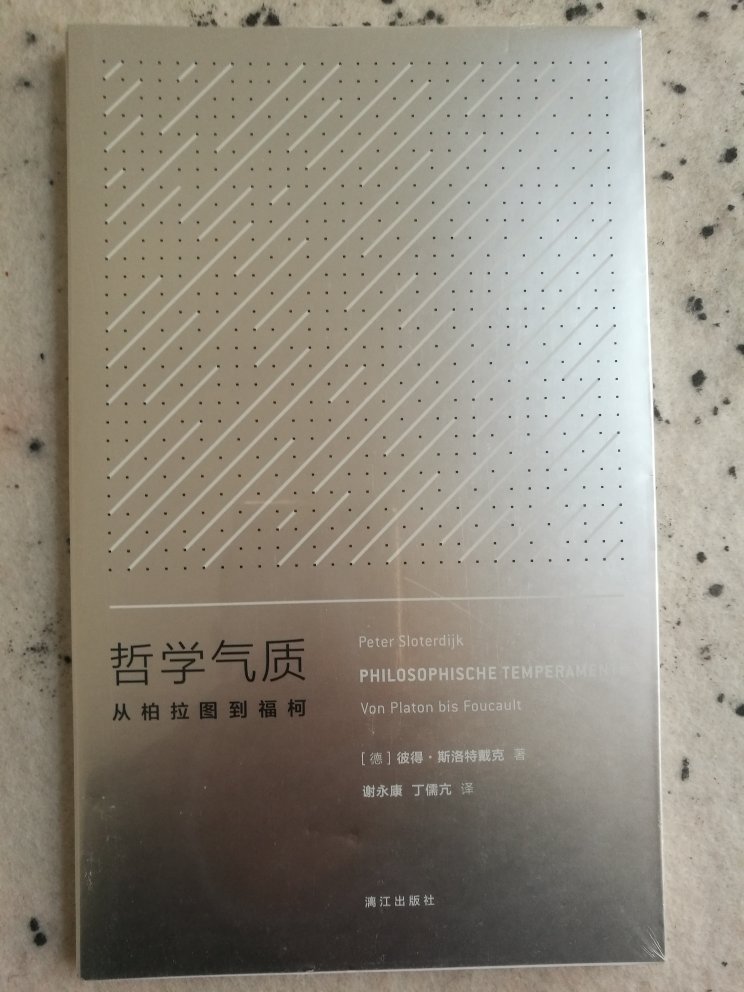 哲学气质
从柏拉图到福柯
Peter Sloterdijk
PHILOSOPHISCHE TEMPERAMENT
Von Platon bis Foucault
[德] 彼得·斯洛特戴克 著
谢永康 丁儒亢 译
漓江出版社